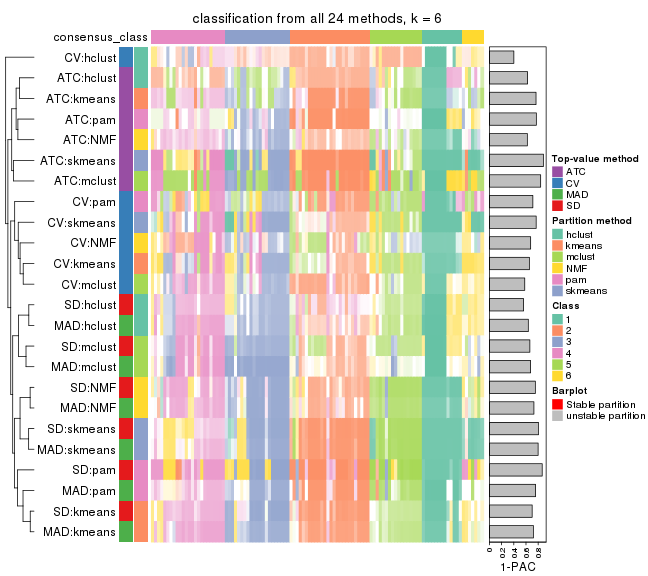 classification from all 24 methods, k = 6
consensus_class
CV:hclust
ATC:hclust
ATC:kmeans
ATC:pam
ATC:NMF
ATC:skmeans
ATC:mclust
CV:pam
CV:skmeans
CV:NMF
CV:kmeans
CV:mclust
SD:hclust
MAD:hclust
SD:mclust
MAD:mclust
SD:NMF
MAD:NMF
SD:skmeans
MAD:skmeans
SD:pam
MAD:pam
SD:kmeans
MAD:kmeans
0 0.2 0.4 0.6 0.8
1-PAC
Top-value method
ATC
CV
MAD
SD
Partition method
hclust
kmeans
mclust
NMF
pam
skmeans
Class
1
2
3
4
5
6
Barplot
Stable partition
unstable partition